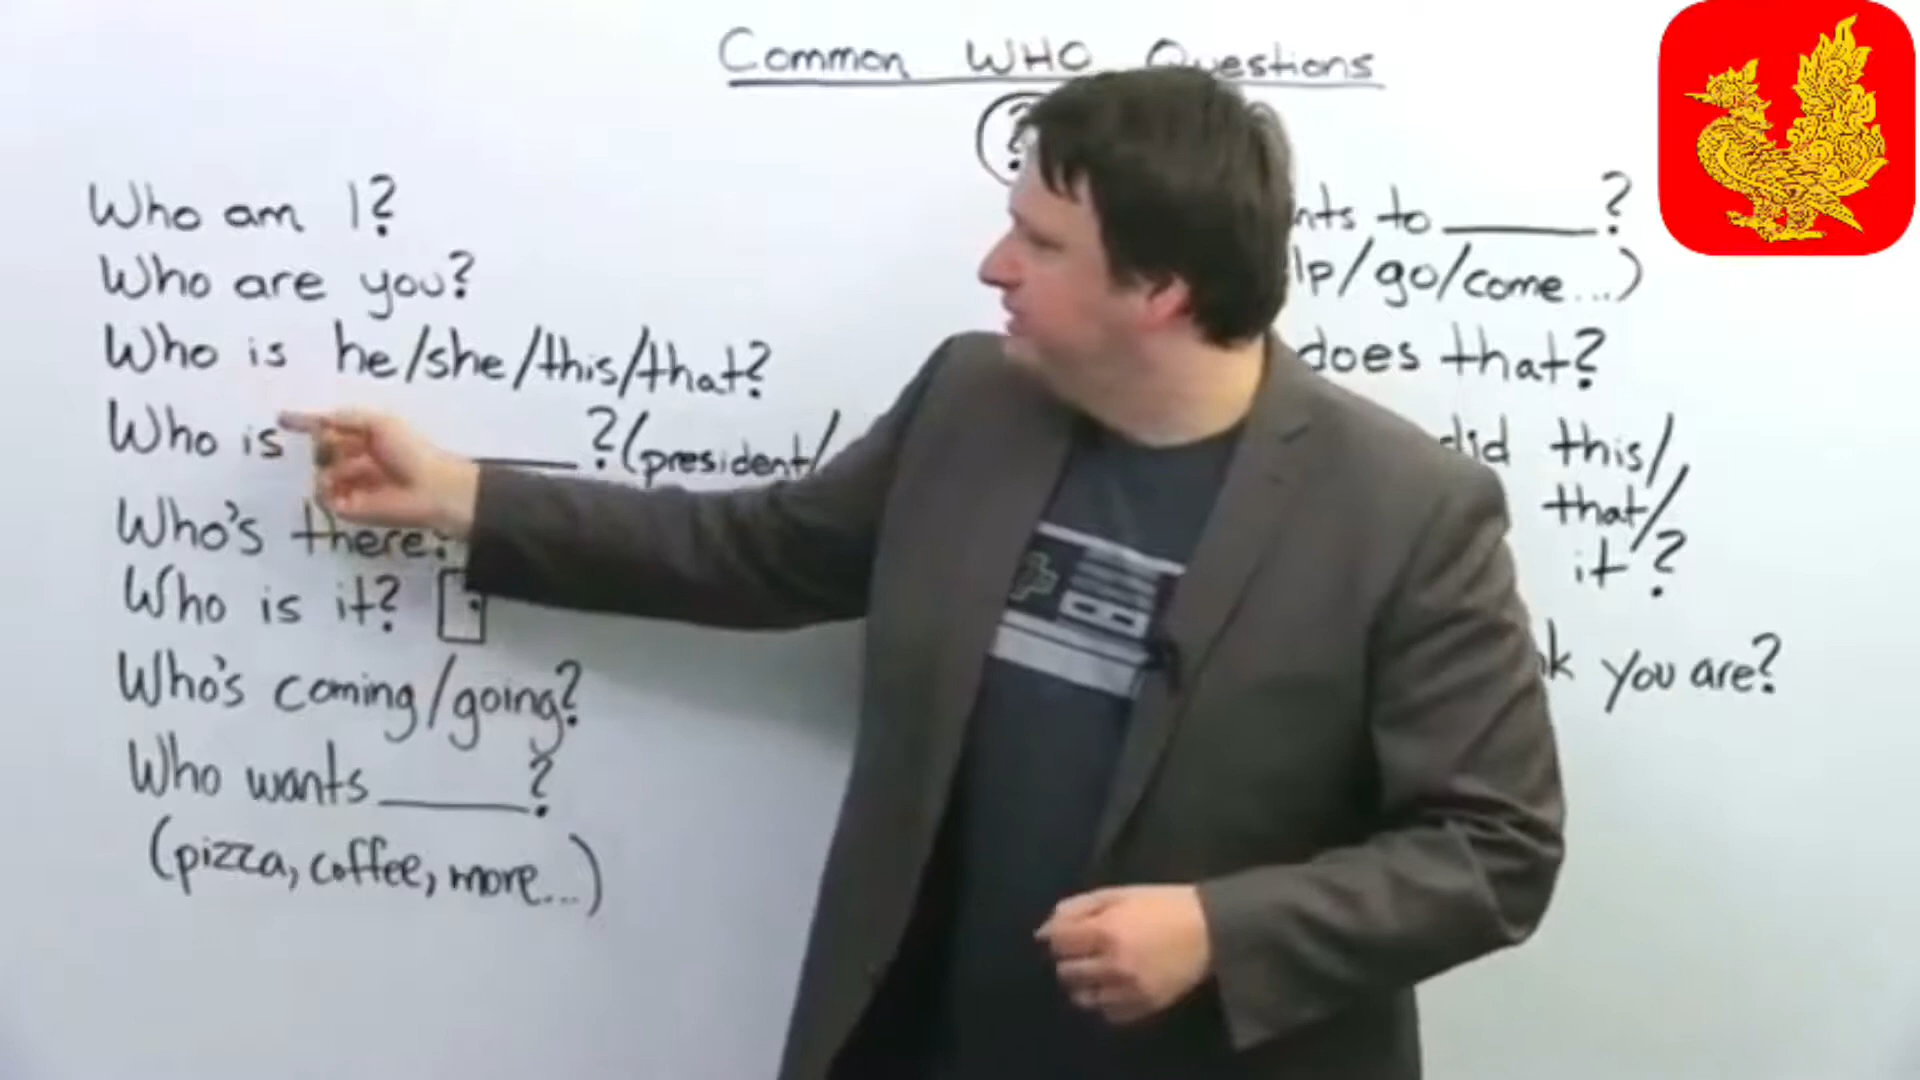 Common WHO Questions
Who am I?
Who are you?
Who is he/she/this/that?
Who is ____?(president/
Who's there?
Who is it?
Who's coming/going?
Who wants ____?
(pizza, coffee, more...)
to ____?
/go/come...)
does that?
did this/
that/
it?
you are?